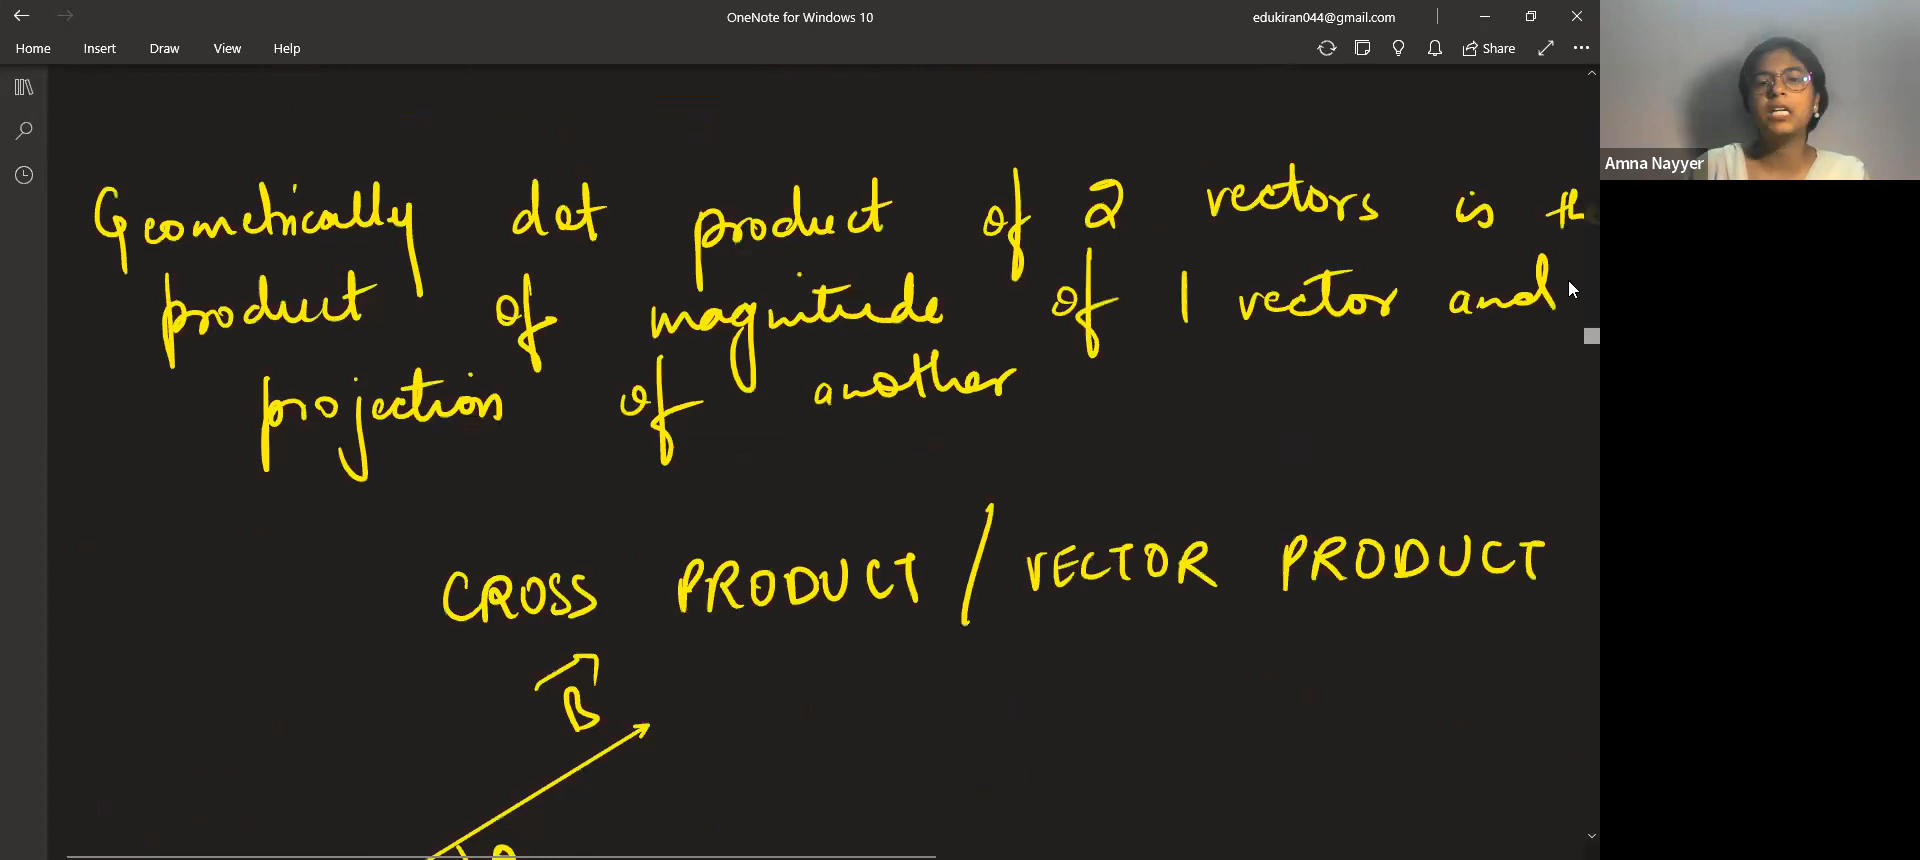 OneNote for Windows 10
edukiran044@gmail.com
Home Insert Draw View Help
Share
Amna Nayyer
Geometrically dot product of 2 vectors is th
product of magnitude of 1 vector and
projection of another
CROSS PRODUCT / VECTOR PRODUCT
B